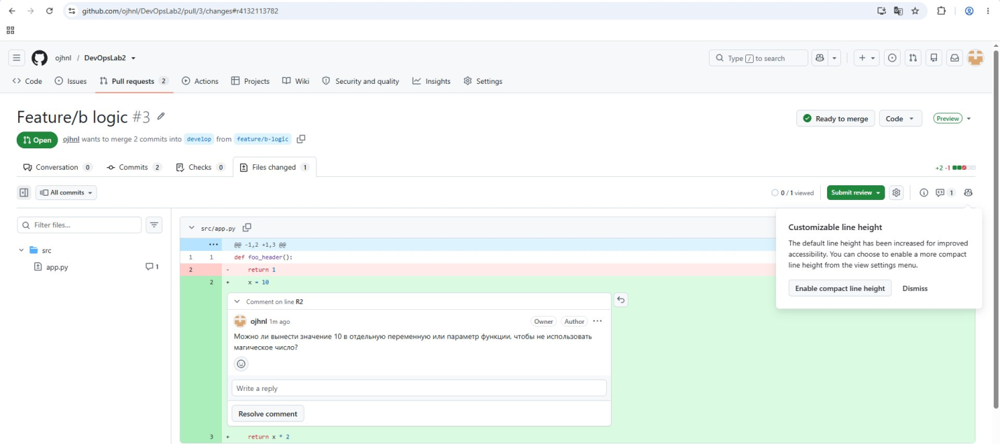 github.com/ojhnl/DevOpsLab2/pull/3/changes#r4132113782
ojhnl / DevOpsLab2
Type / to search
Code Issues Pull requests 2 Actions Projects Wiki Security and quality Insights Settings
Feature/b logic #3
Ready to merge Code Preview
Open ojhnl wants to merge 2 commits into develop from feature/b-logic
Conversation 0 Commits 2 Checks 0 Files changed 1
+2 -1
All commits
0 / 1 viewed Submit review 1
Filter files...
src
app.py 1
src/app.py
@@ -1,2 +1,3 @@
1 1 def foo_header():
2 - return 1
2 + x = 10
Comment on line R2
ojhnl 1m ago Owner Author
Можно ли вынести значение 10 в отдельную переменную или параметр функции, чтобы не использовать
магическое число?
Write a reply
Resolve comment
3 + return x * 2
Customizable line height
The default line height has been increased for improved
accessibility. You can choose to enable a more compact
line height from the view settings menu.
Enable compact line height Dismiss